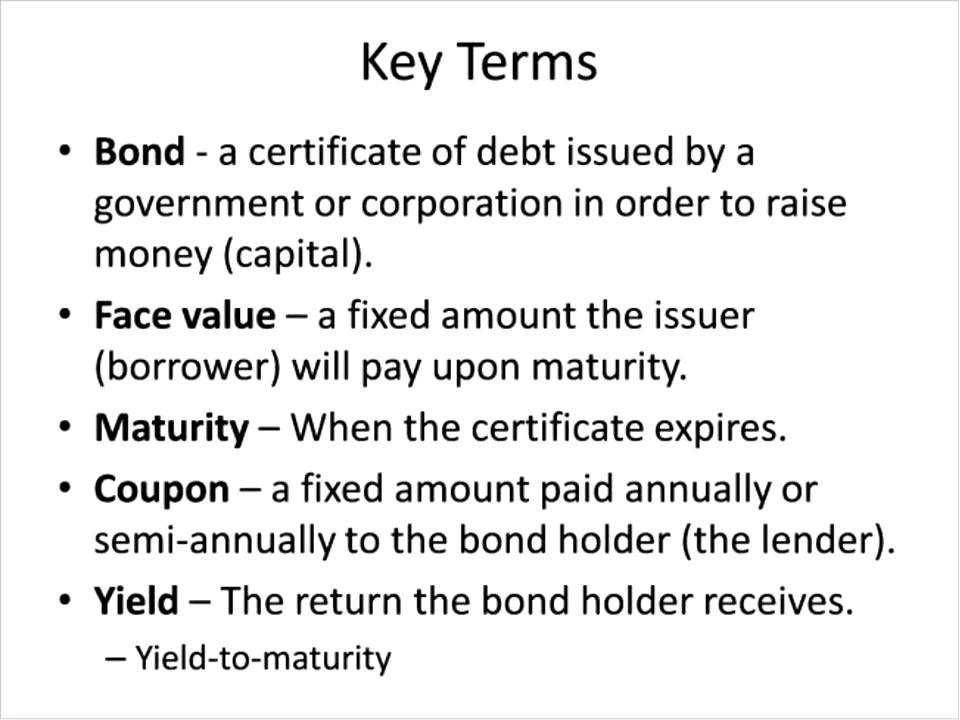 Key Terms
• Bond - a certificate of debt issued by a
government or corporation in order to raise
money (capital).
• Face value – a fixed amount the issuer
(borrower) will pay upon maturity.
• Maturity – When the certificate expires.
• Coupon – a fixed amount paid annually or
semi-annually to the bond holder (the lender).
• Yield – The return the bond holder receives.
– Yield-to-maturity